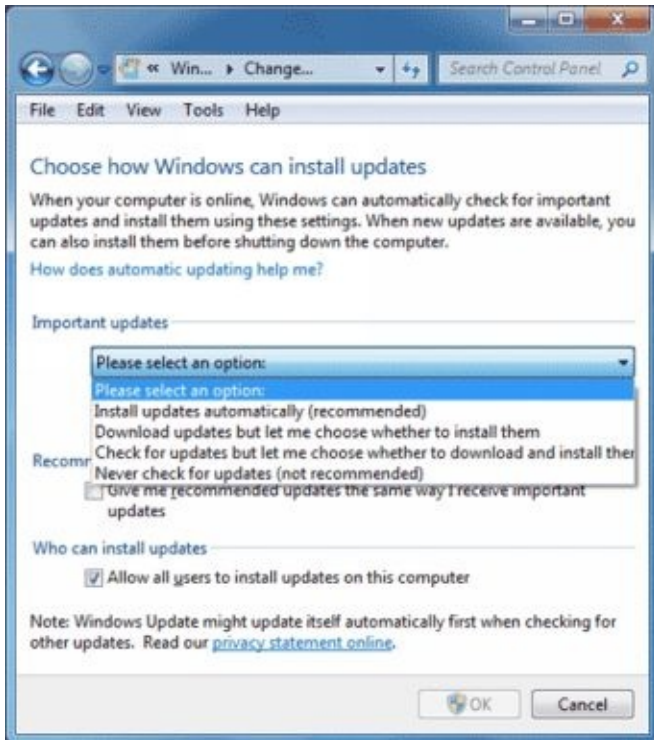 « Win... ▸ Change...
Search Control Panel
File Edit View Tools Help
Choose how Windows can install updates
When your computer is online, Windows can automatically check for important
updates and install them using these settings. When new updates are available, you
can also install them before shutting down the computer.
How does automatic updating help me?
Important updates
Please select an option:
Please select an option:
Install updates automatically (recommended)
Download updates but let me choose whether to install them
Check for updates but let me choose whether to download and install ther
Never check for updates (not recommended)
Recomr
Give me recommended updates the same way I receive important
updates
Who can install updates
Allow all users to install updates on this computer
Note: Windows Update might update itself automatically first when checking for
other updates. Read our privacy statement online.
OK Cancel